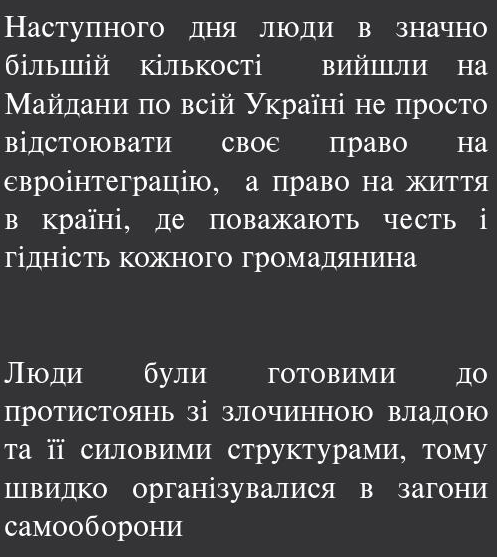 Наступного дня люди в значно
більшій кількості вийшли на
Майдани по всій Україні не просто
відстоювати своє право на
євроінтеграцію, а право на життя
в країні, де поважають честь і
гідність кожного громадянина
Люди були готовими до
протистоянь зі злочинною владою
та її силовими структурами, тому
швидко організувалися в загони
самооборони